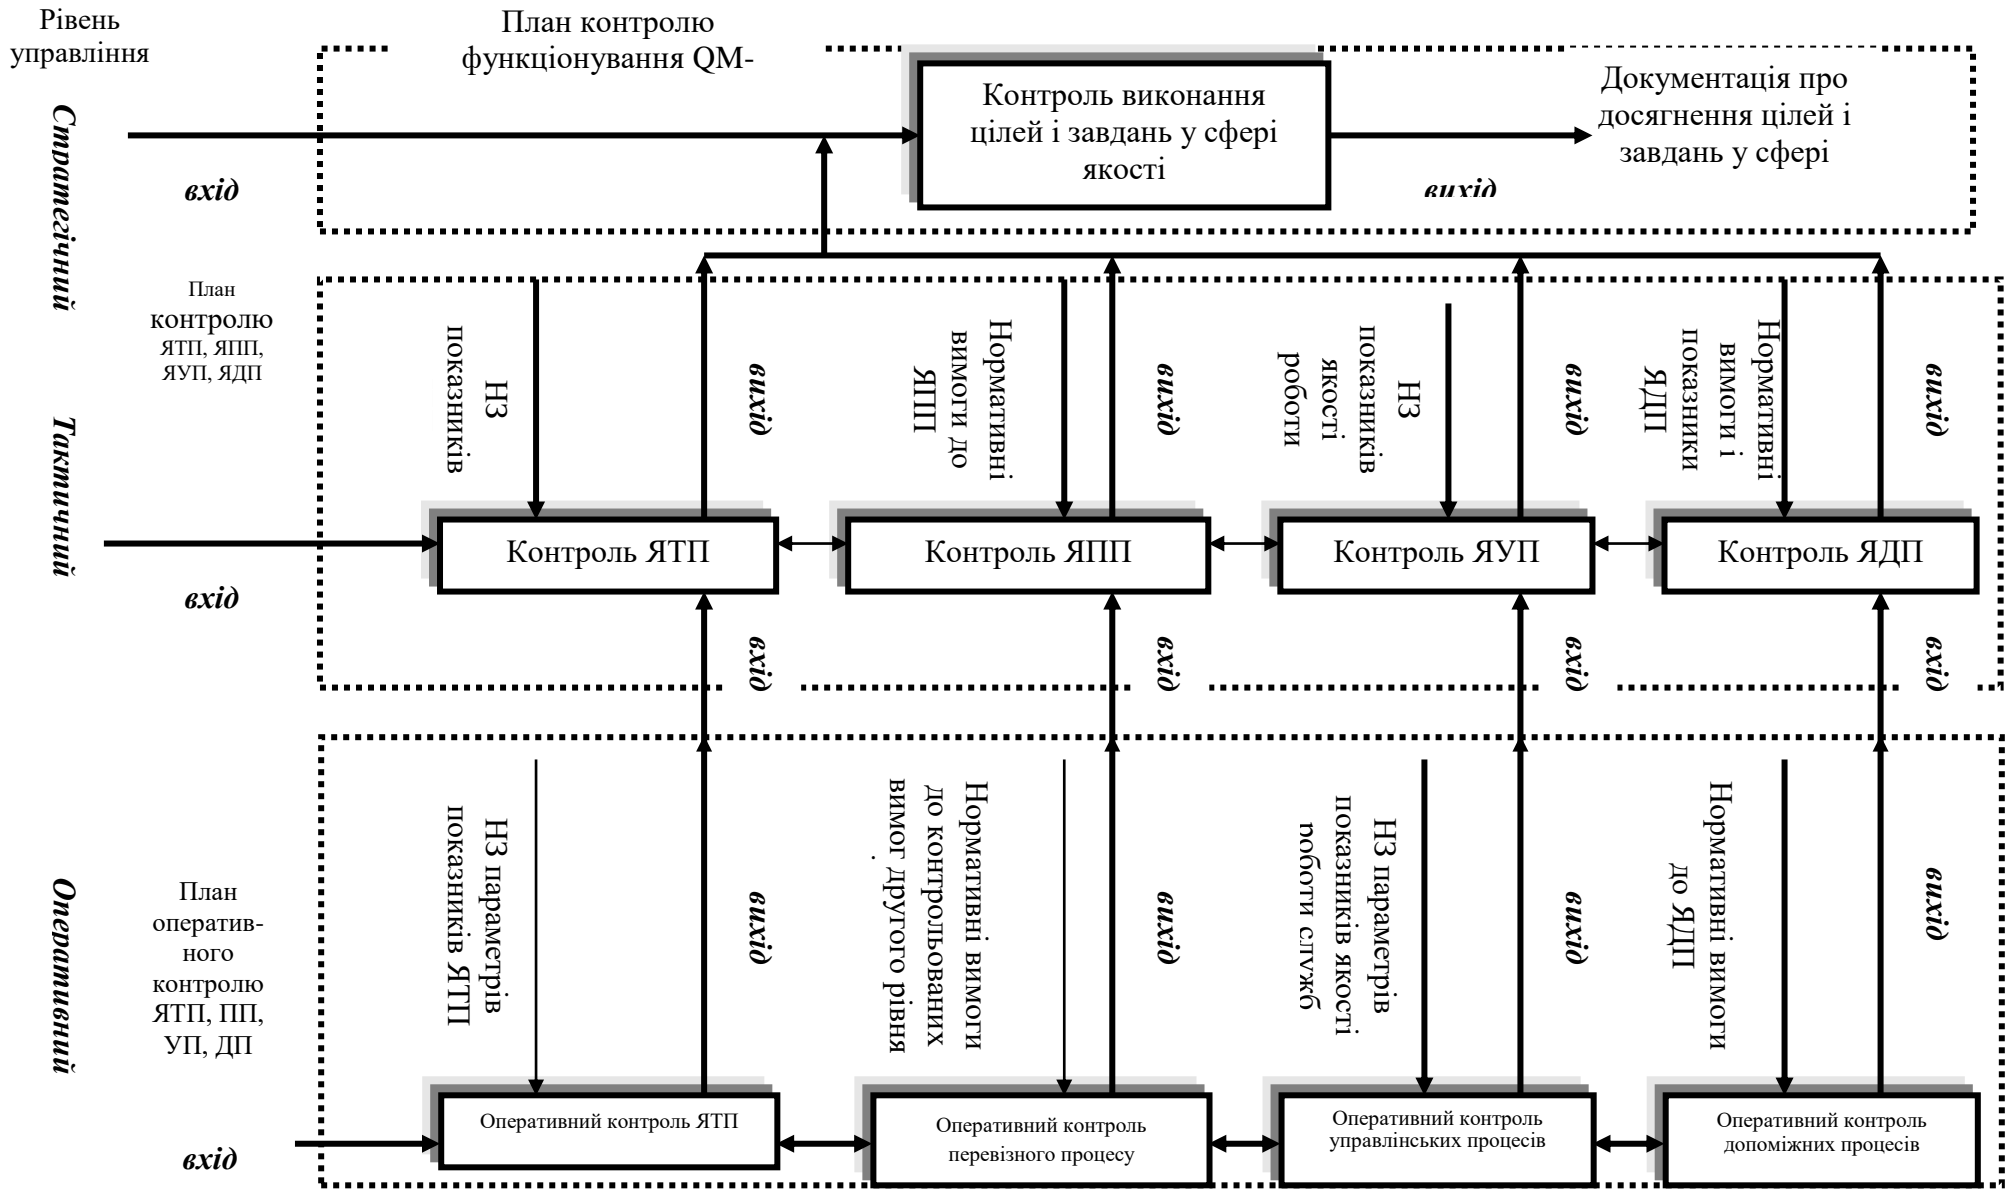 Рівень
управління
План контролю
функціонування QM-
Стратегічний
Контроль виконання
цілей і завдань у сфері
якості
Документація про
досягнення цілей і
завдань у сфері
вхід
вихід
План
контролю
ЯТП, ЯПП,
ЯУП, ЯДП
Тактичний
НЗ
показників
вихід
Нормативні
вимоги до
ЯПП
вихід
НЗ
показників
якості
роботи
вихід
Нормативні
вимоги і
показники
ЯДП
вихід
Контроль ЯТП
Контроль ЯПП
Контроль ЯУП
Контроль ЯДП
вхід
вхід
вхід
вхід
вхід
Оперативний
План
оператив-
ного
контролю
ЯТП, ПП,
УП, ДП
НЗ параметрів
показників ЯТП
вихід
Нормативні вимоги
до контрольованих
вимог другого рівня
вихід
НЗ параметрів
показників якості
роботи служб
вихід
Нормативні вимоги
до ЯДП
вихід
Оперативний контроль ЯТП
Оперативний контроль
перевізного процесу
Оперативний контроль
управлінських процесів
Оперативний контроль
допоміжних процесів
вхід